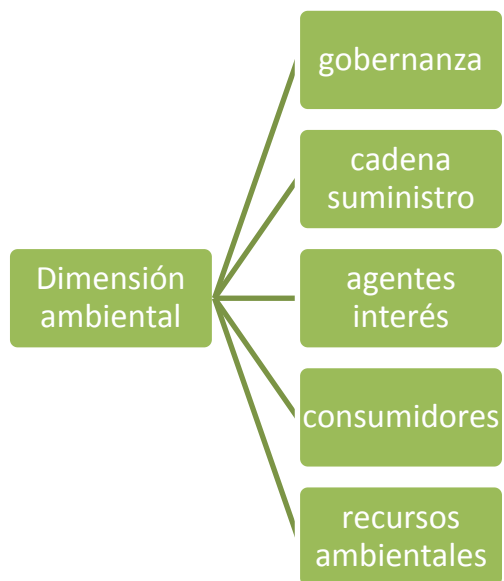 gobernanza
cadena
suministro
Dimensión
ambiental
agentes
interés
consumidores
recursos
ambientales